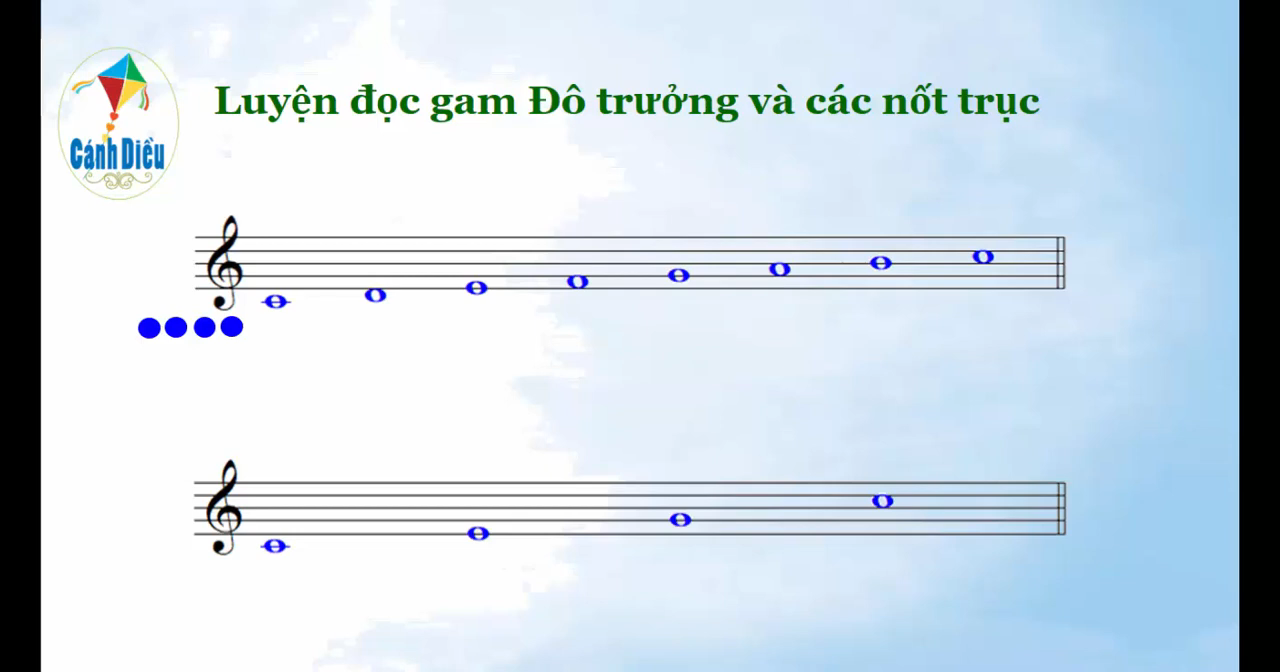 Luyện đọc gam Đô trưởng và các nốt trục
Cánh Diều